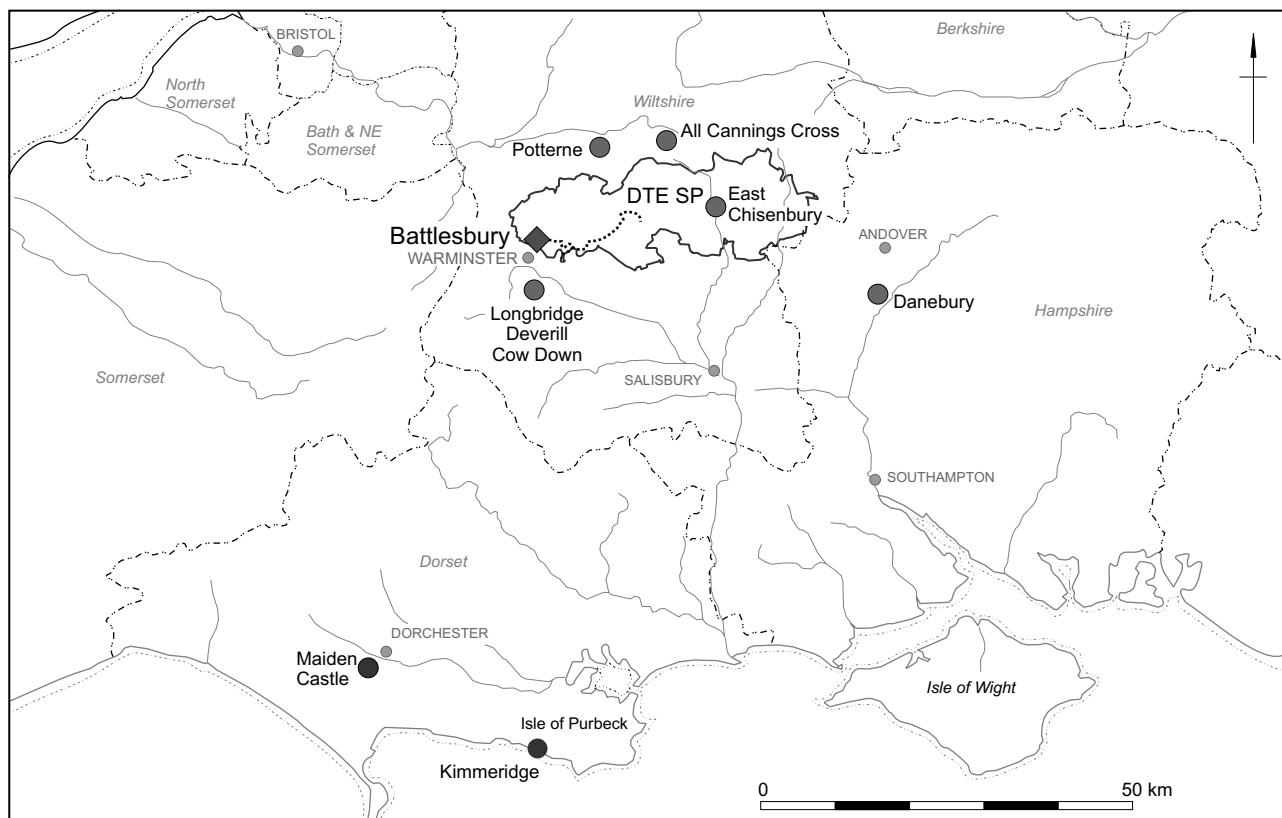 BRISTOL
Berkshire
North
Somerset
Wiltshire
Bath & NE
Somerset
All Cannings Cross
Potterne
DTE SP
East
Chisenbury
Battlesbury
WARMINSTER
ANDOVER
Longbridge
Deverill
Cow Down
Danebury
Hampshire
Somerset
SALISBURY
SOUTHAMPTON
Dorset
DORCHESTER
Maiden
Castle
Isle of Wight
Isle of Purbeck
Kimmeridge
0
50 km